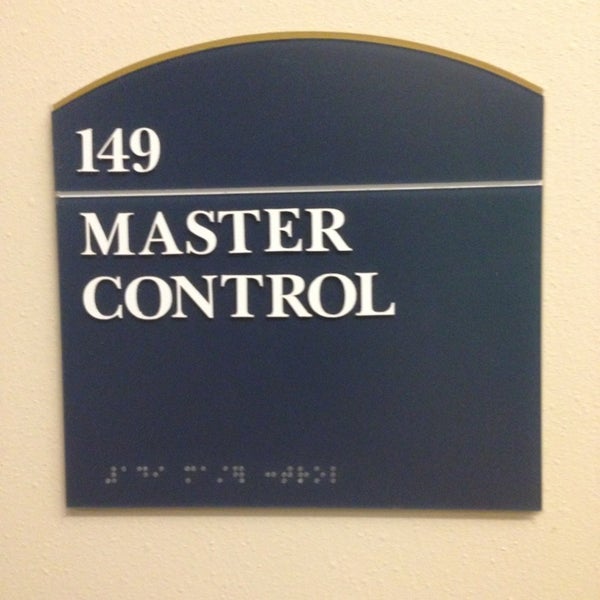 149
MASTER
CONTROL
⠼⠁⠙⠊ ⠍⠁⠌⠻ ⠒⠞⠗⠕⠇